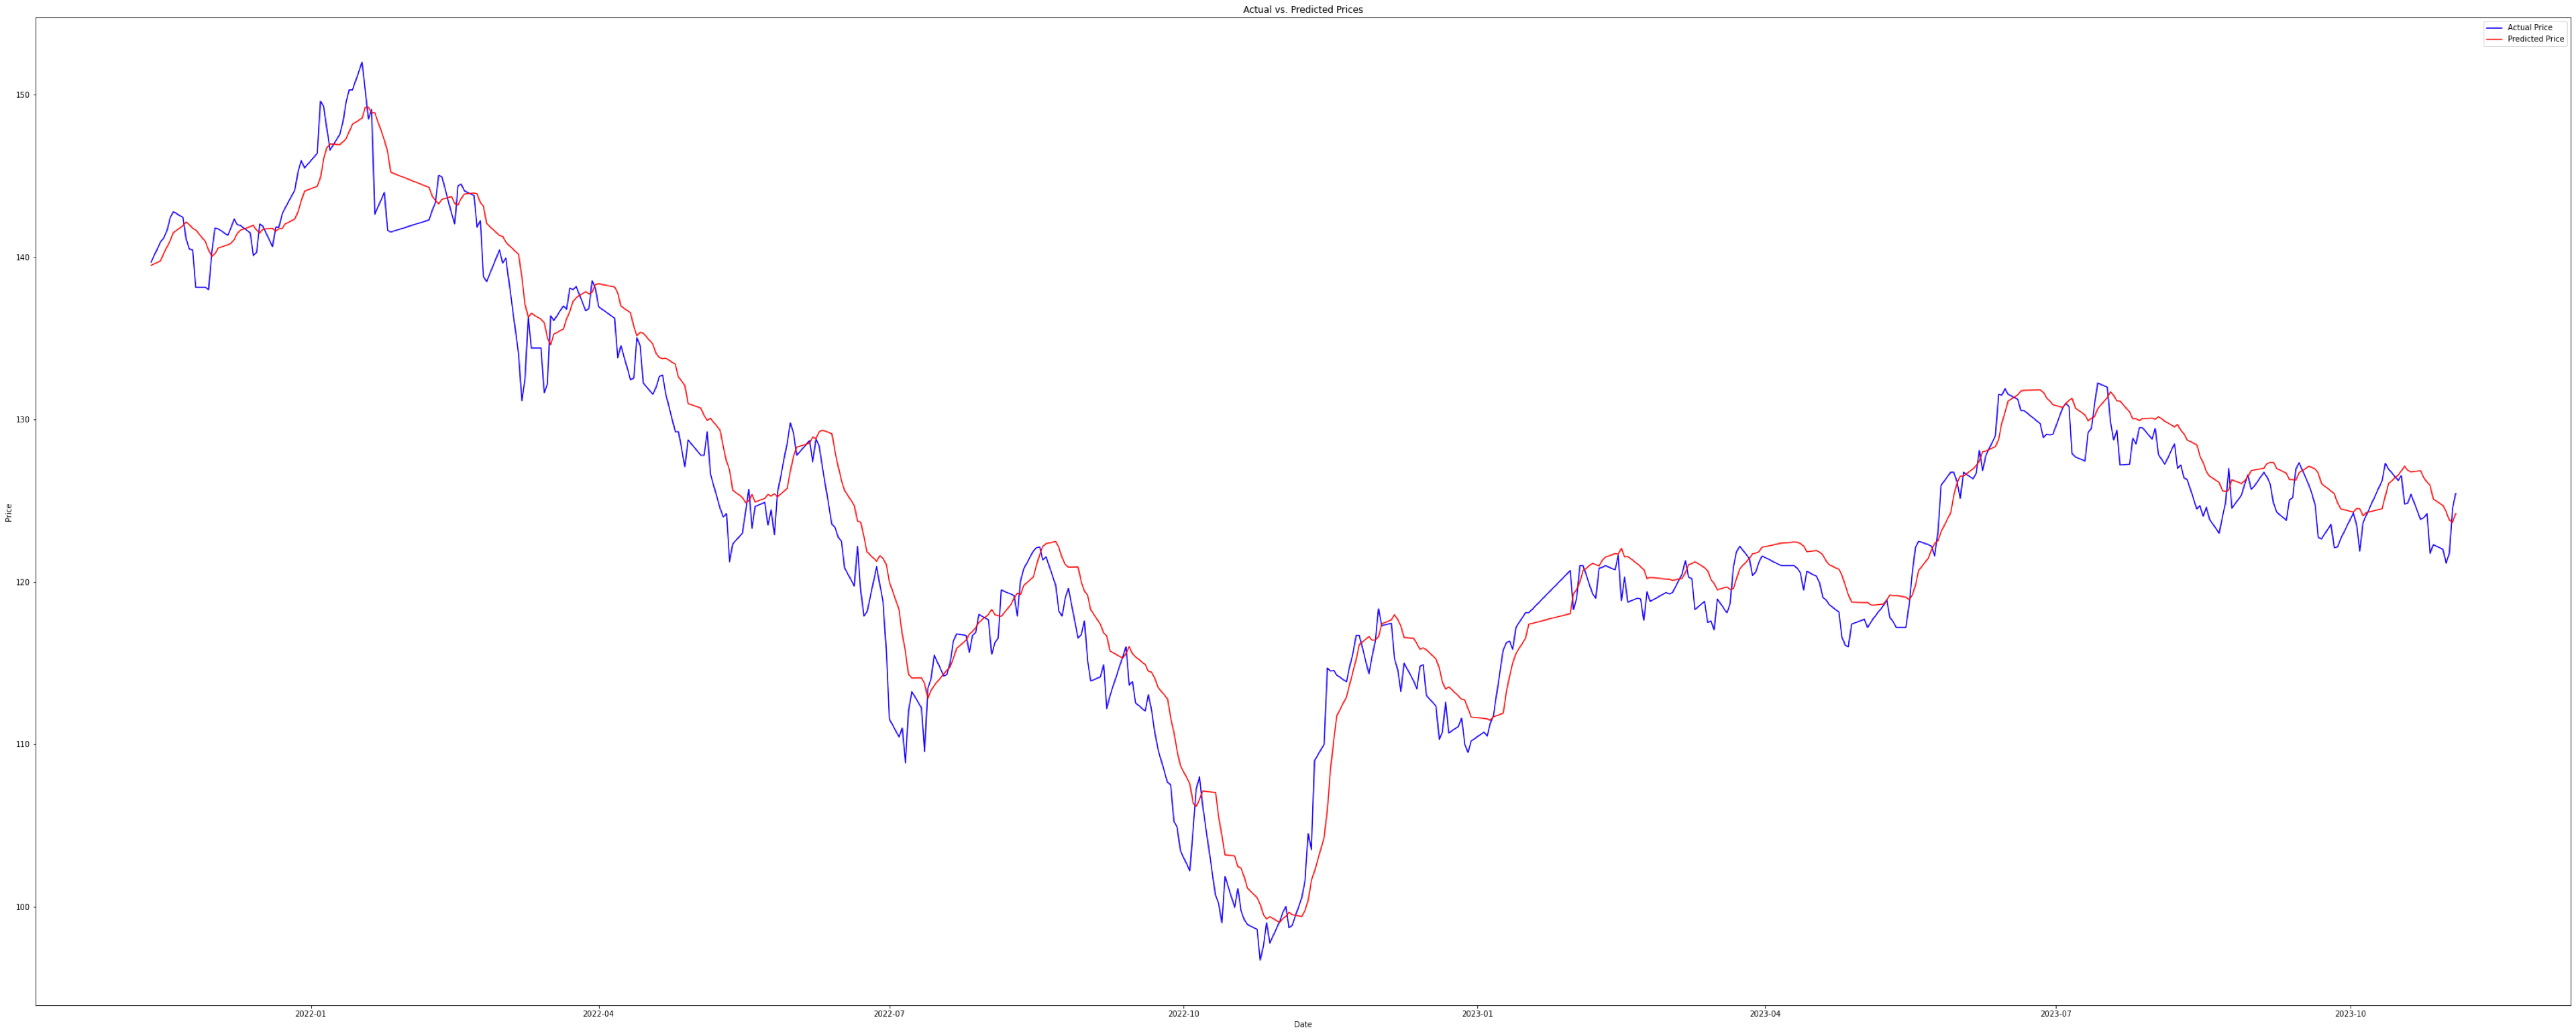 Actual vs. Predicted Prices
Actual Price
Predicted Price
150
140
130
120
110
100
Price
2022-01
2022-04
2022-07
2022-10
2023-01
2023-04
2023-07
2023-10
Date